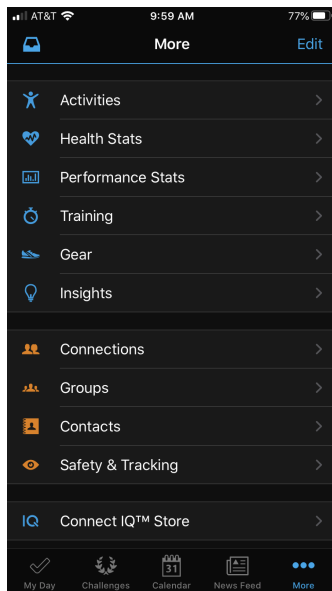 AT&T 9:59 AM 77%
More Edit
Activities
Health Stats
Performance Stats
Training
Gear
Insights
Connections
Groups
Contacts
Safety & Tracking
IQ Connect IQ™ Store
31
My Day Challenges Calendar News Feed More